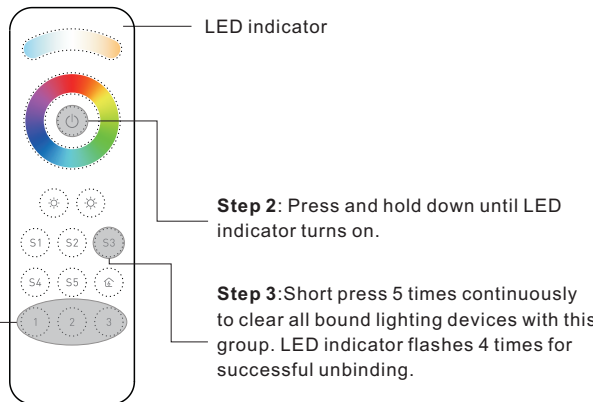 LED indicator
Step 2: Press and hold down until LED
indicator turns on.
S1 S2 S3
Step 3:Short press 5 times continuously
S4 S5
to clear all bound lighting devices with this
1 2 3
group. LED indicator flashes 4 times for
successful unbinding.